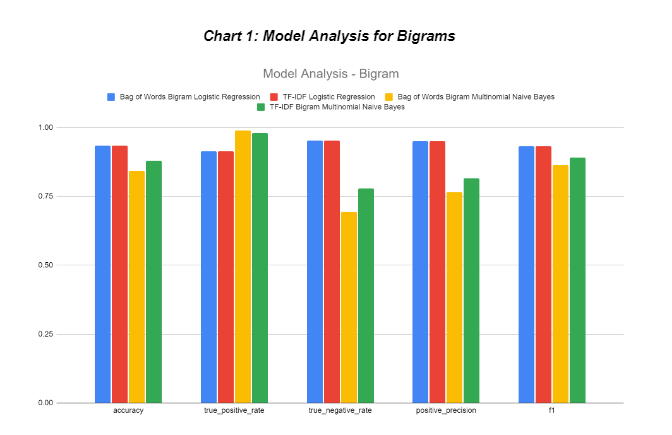 Chart 1: Model Analysis for Bigrams
Model Analysis - Bigram
Bag of Words Bigram Logistic Regression TF-IDF Logistic Regression Bag of Words Bigram Multinomial Naive Bayes
TF-IDF Bigram Multinomial Naive Bayes
1.00
0.75
0.50
0.25
0.00
accuracy true_positive_rate true_negative_rate positive_precision f1